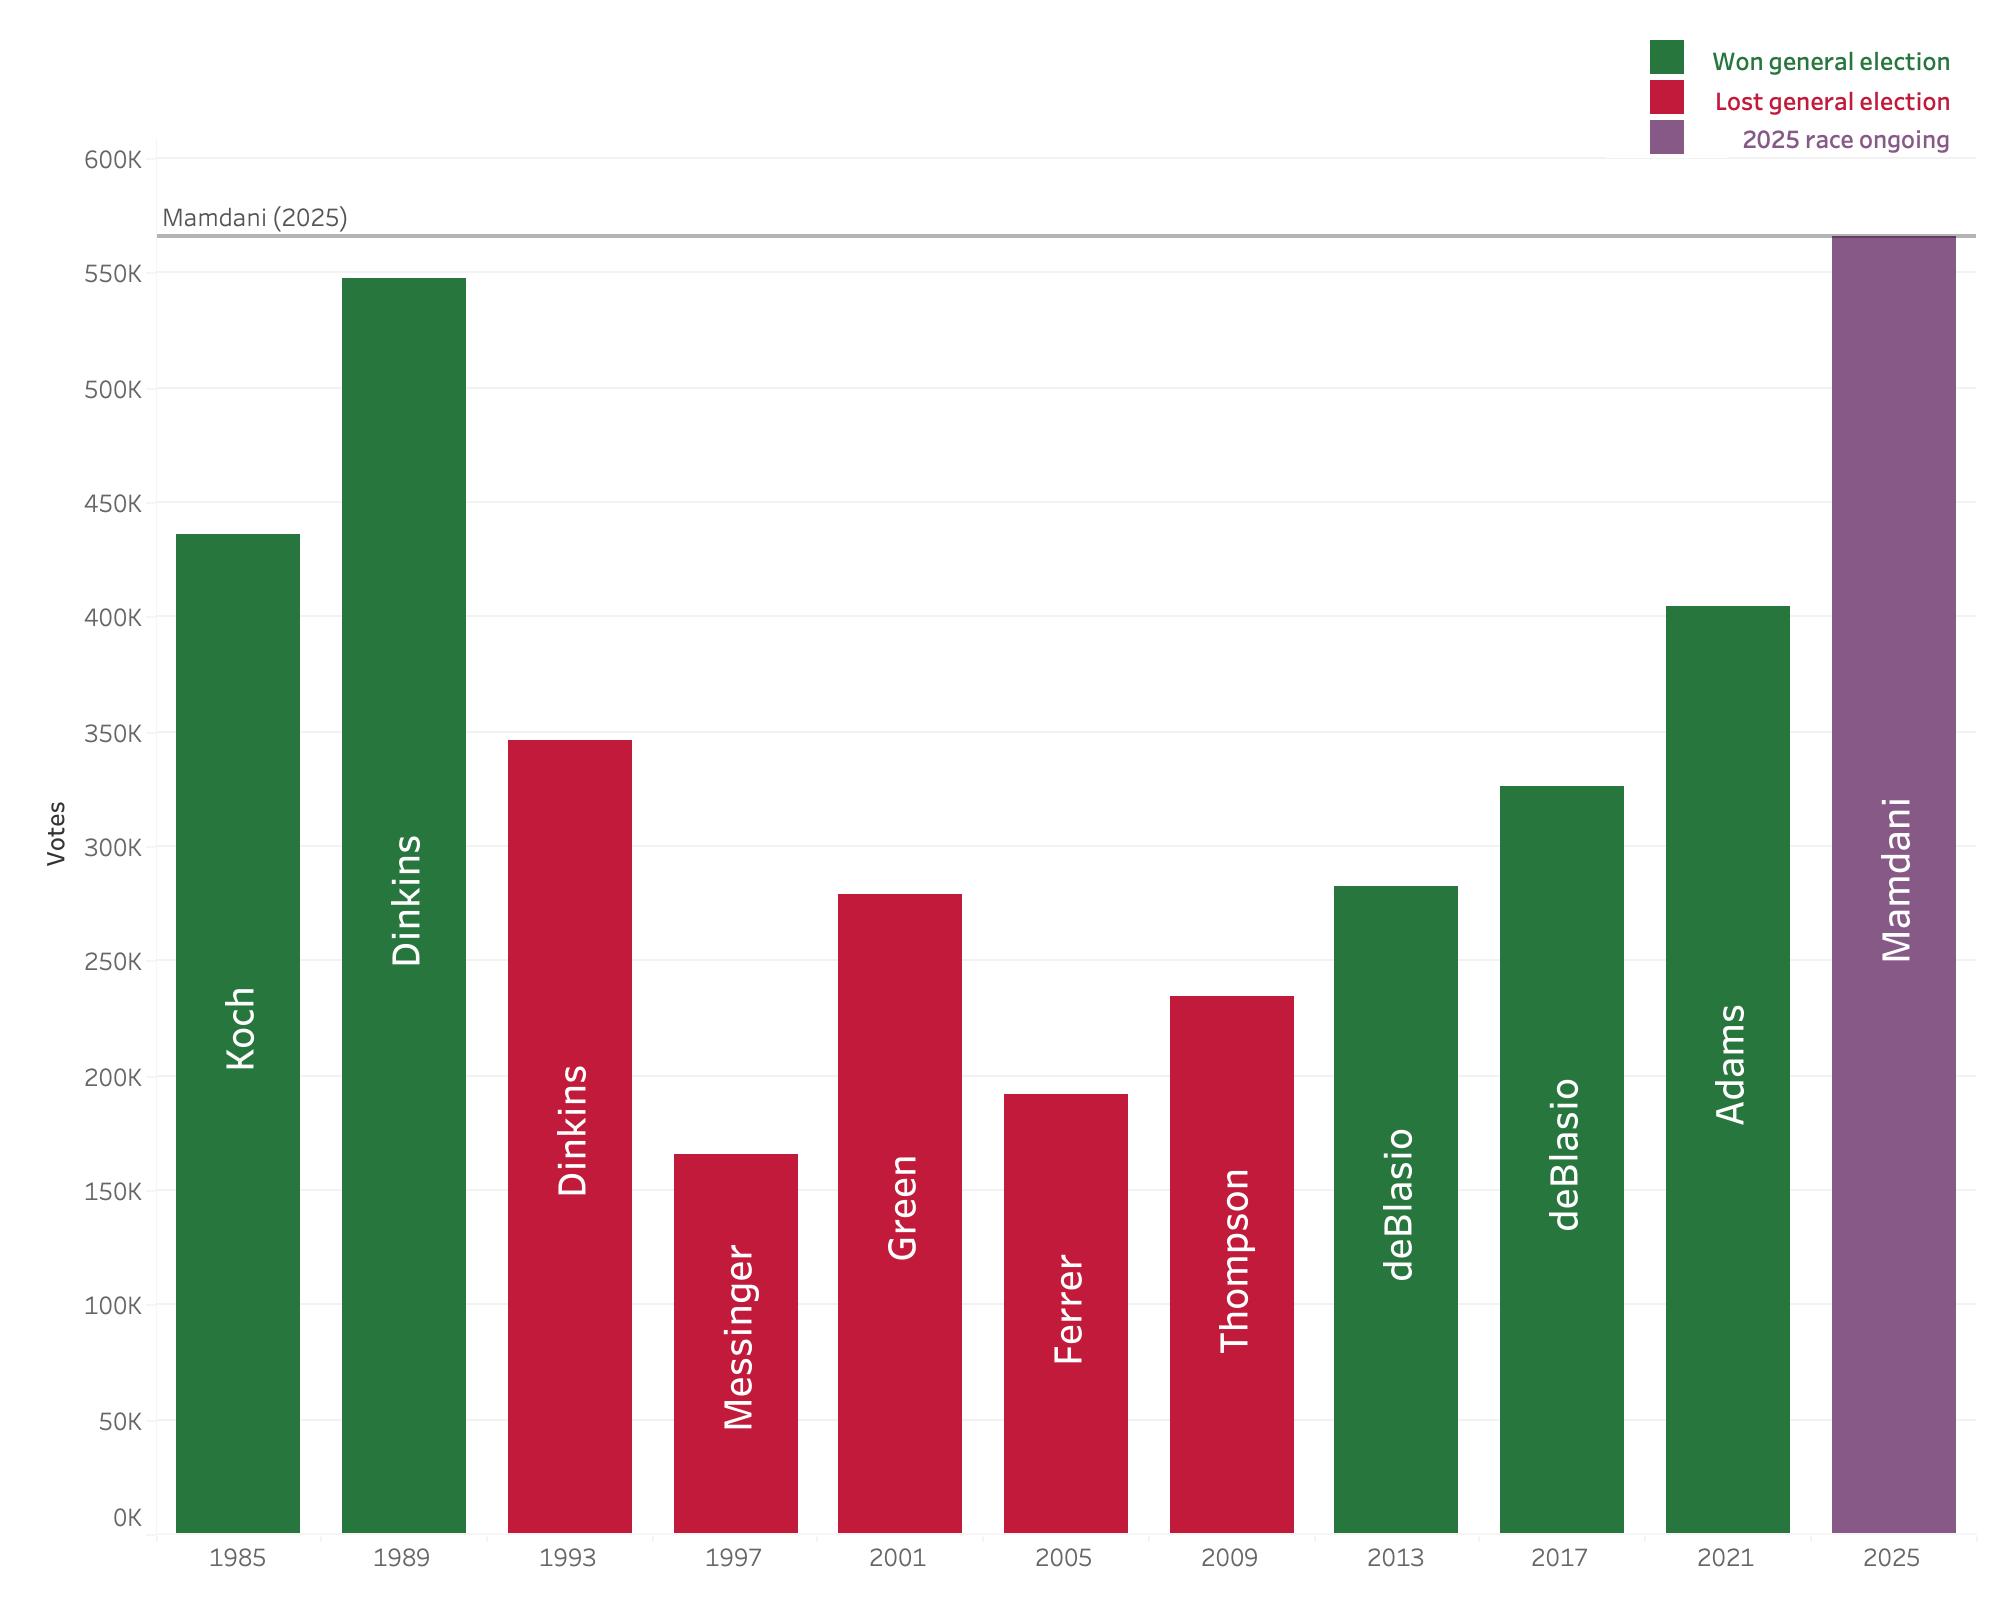 Won general election
Lost general election
2025 race ongoing
600K
Mamdani (2025)
550K
500K
450K
400K
350K
300K
250K
200K
150K
100K
50K
0K
Votes
Koch
Dinkins
Dinkins
Messinger
Green
Ferrer
Thompson
deBlasio
deBlasio
Adams
Mamdani
1985 1989 1993 1997 2001 2005 2009 2013 2017 2021 2025